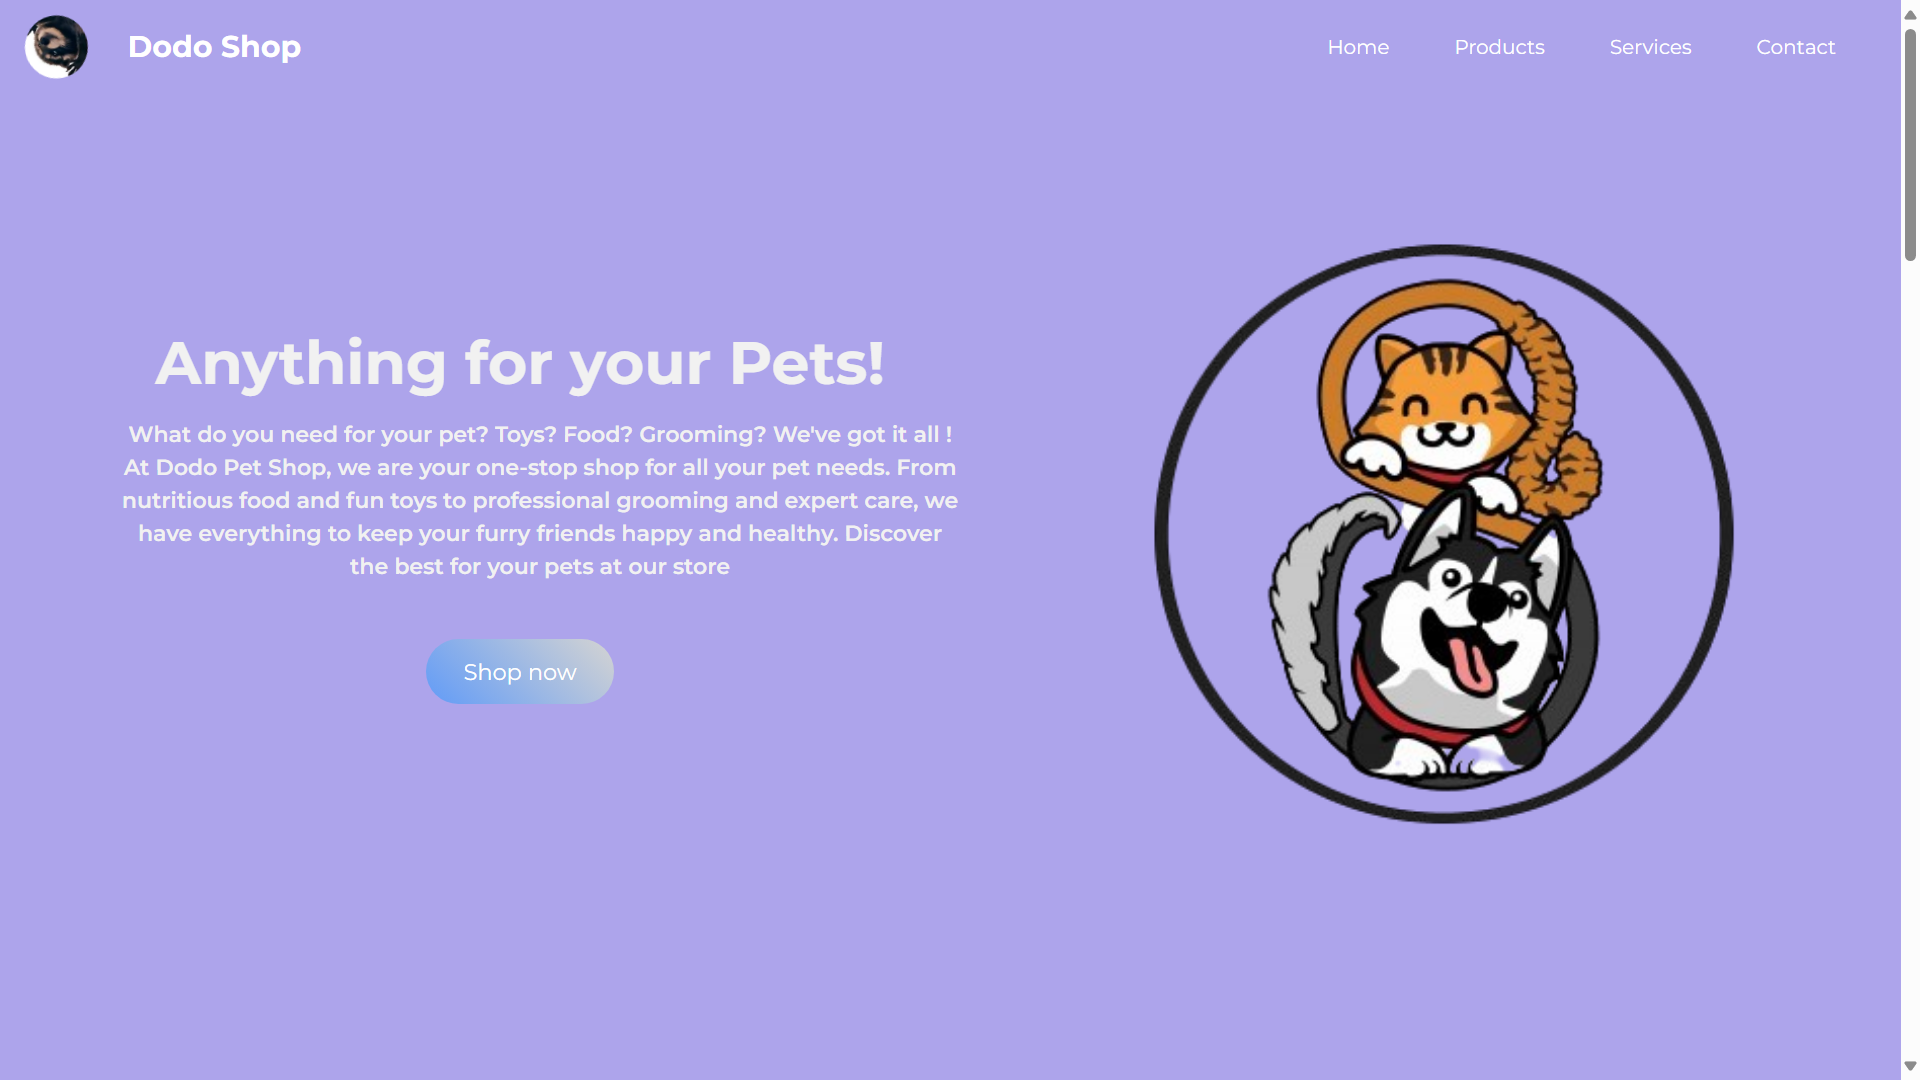 Dodo Shop
Home
Products
Services
Contact
Anything for your Pets!
What do you need for your pet? Toys? Food? Grooming? We've got it all !
At Dodo Pet Shop, we are your one-stop shop for all your pet needs. From
nutritious food and fun toys to professional grooming and expert care, we
have everything to keep your furry friends happy and healthy. Discover
the best for your pets at our store
Shop now